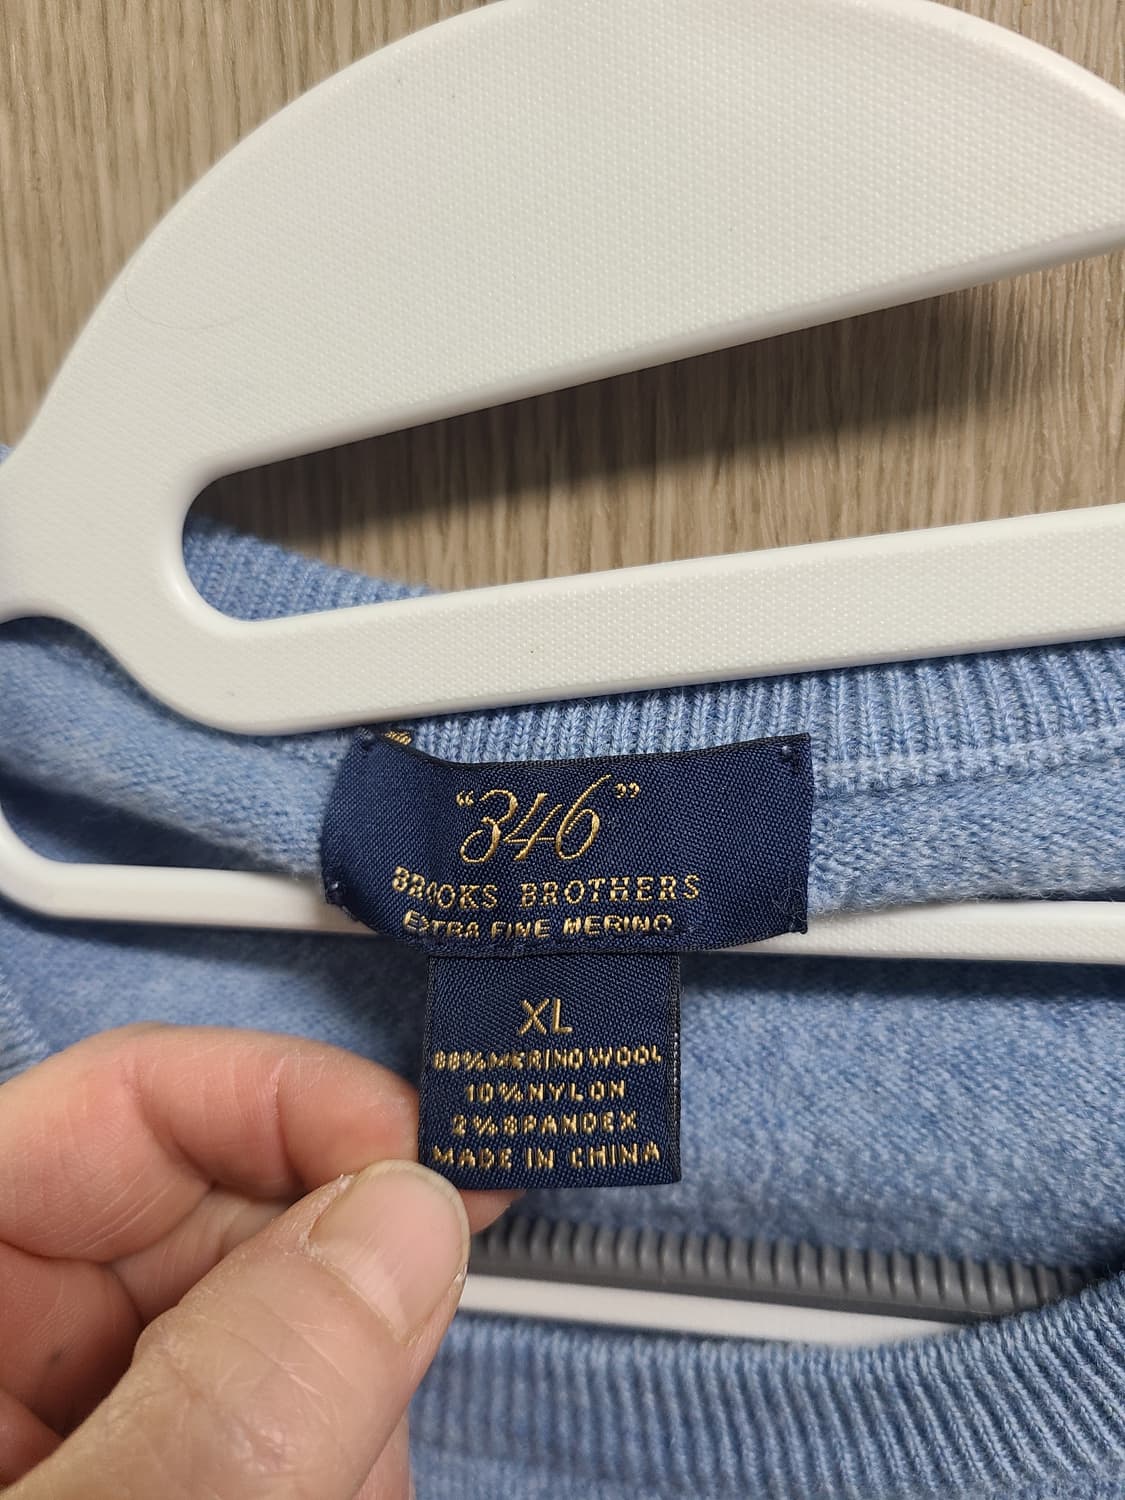 "346"
BROOKS BROTHERS
EXTRA FINE MERINO
XL
88% MERINO WOOL
10% NYLON
2% SPANDEX
MADE IN CHINA